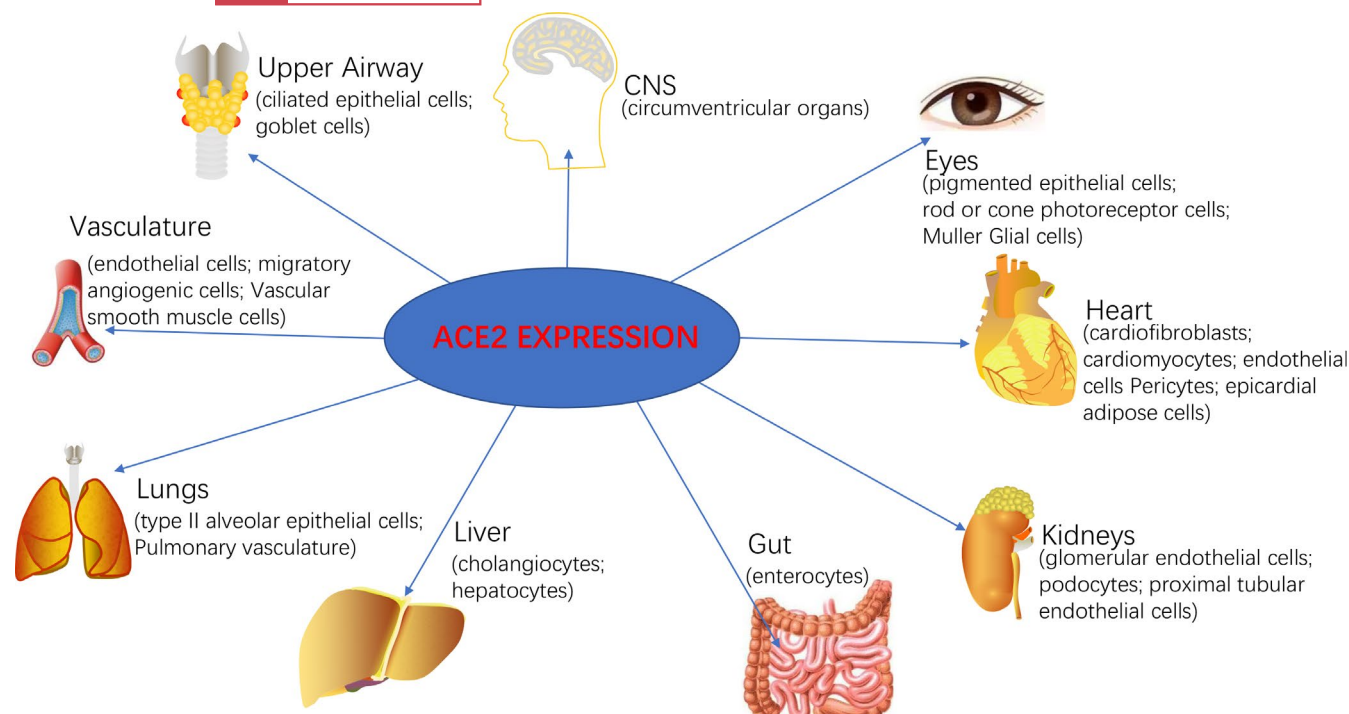 Upper Airway
(ciliated epithelial cells;
goblet cells)
CNS
(circumventricular organs)
Eyes
(pigmented epithelial cells;
rod or cone photoreceptor cells;
Muller Glial cells)
Vasculature
(endothelial cells; migratory
angiogenic cells; Vascular
smooth muscle cells)
ACE2 EXPRESSION
Heart
(cardiofibroblasts;
cardiomyocytes; endothelial
cells Pericytes; epicardial
adipose cells)
Lungs
(type II alveolar epithelial cells;
Pulmonary vasculature)
Liver
(cholangiocytes;
hepatocytes)
Gut
(enterocytes)
Kidneys
(glomerular endothelial cells;
podocytes; proximal tubular
endothelial cells)